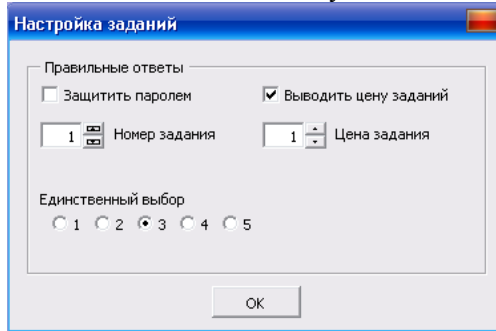 Настройка заданий
Правильные ответы
Защитить паролем Выводить цену заданий
1 Номер задания 1 Цена задания
Единственный выбор
1 2 3 4 5
OK